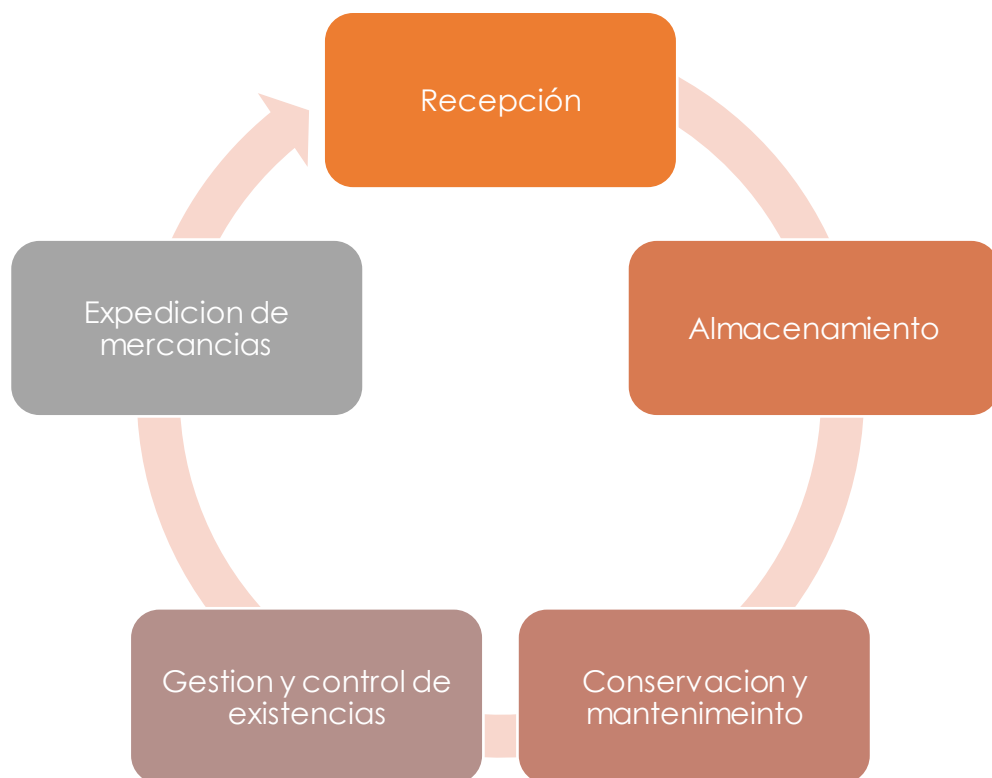 Recepción
Almacenamiento
Conservacion y
mantenimeinto
Gestion y control de
existencias
Expedicion de
mercancias